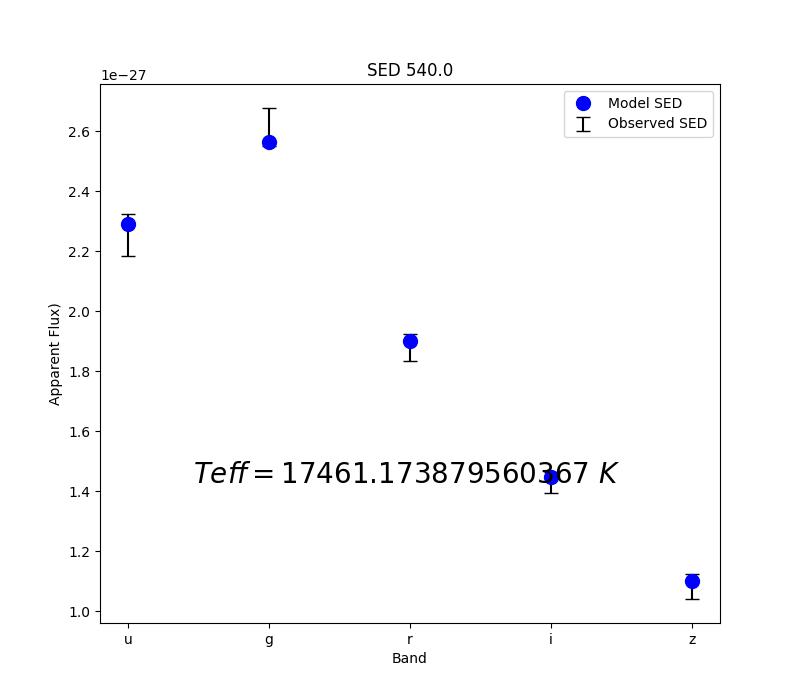 SED 540.0
1e−27
Model SED
Observed SED
2.6
2.4
2.2
2.0
1.8
1.6
1.4
1.2
1.0
Apparent Flux)
Teff = 17461.173879560367 K
u g r i z
Band